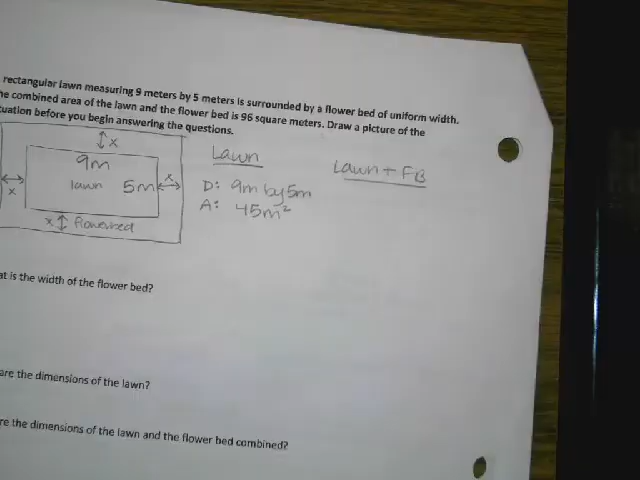 rectangular lawn measuring 9 meters by 5 meters is surrounded by a flower bed of uniform width.
he combined area of the lawn and the flower bed is 96 square meters. Draw a picture of the
tuation before you begin answering the questions.
x
9m
lawn 5m x
x
x flowerbed
Lawn
D: 9m by 5m
A: 45m²
Lawn + FB
at is the width of the flower bed?
are the dimensions of the lawn?
re the dimensions of the lawn and the flower bed combined?